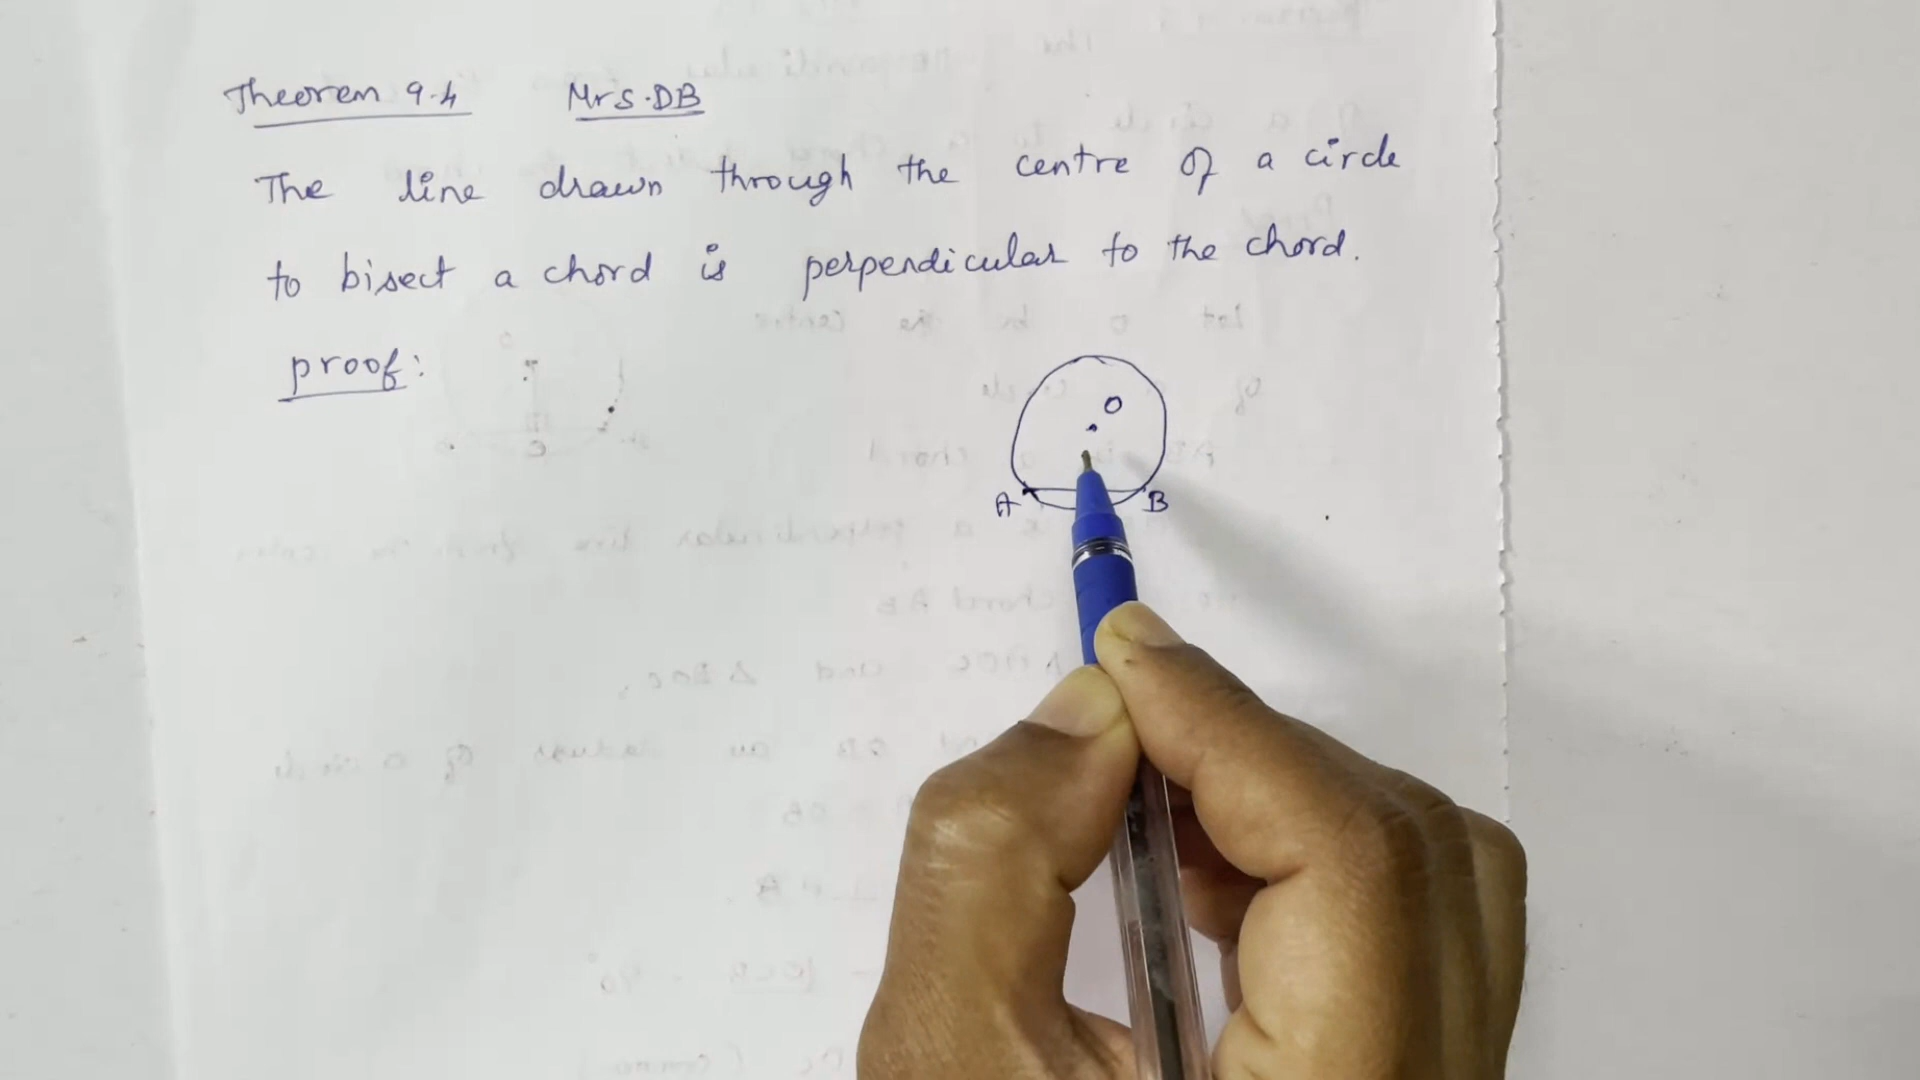 Theorem 9.4 Mrs.DB
The line drawn through the centre of a circle
to bisect a chord is perpendicular to the chord.
proof:
O
A B